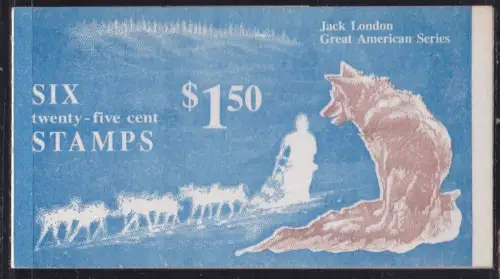 Jack London
Great American Series
SIX
twenty-five cent
STAMPS
$1.50